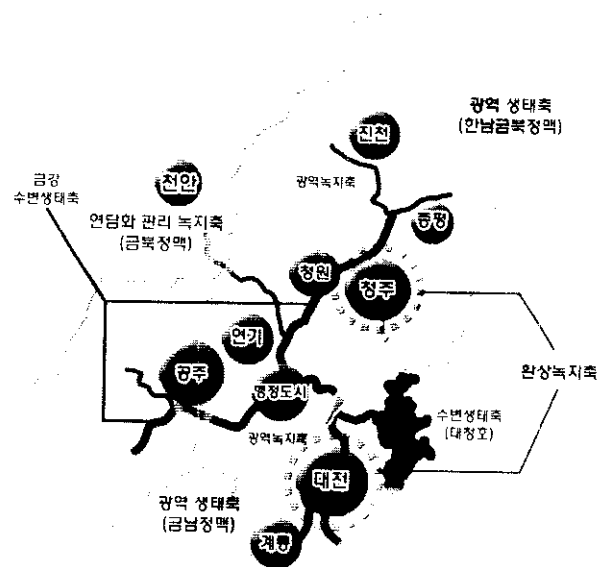 광역 생태축
(한남금북정맥)
진천
금강
수변생태축
천안
광역녹지축
증평
연담화 관리 녹지축
(금북정맥)
청원
청주
연기
공주
행정도시
환상녹지축
수변생태축
(대청호)
광역녹지축
대전
광역 생태축
(금남정맥)
계룡